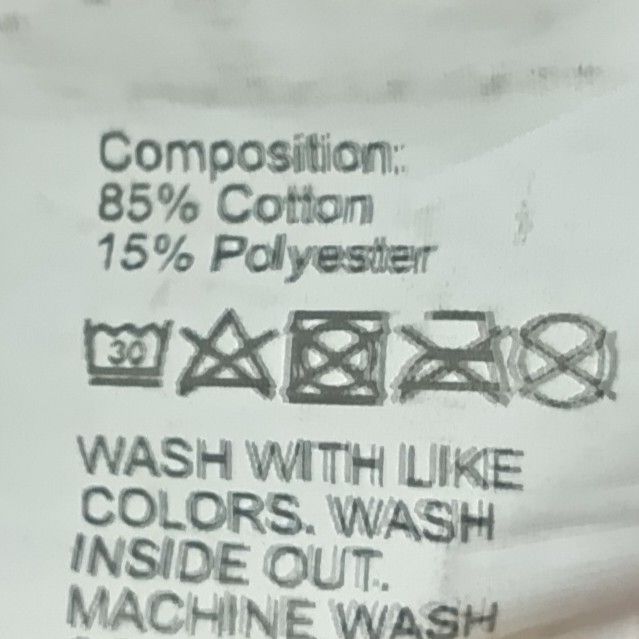 Composition:
85% Cotton
15% Polyester
30
WASH WITH LIKE
COLORS. WASH
INSIDE OUT.
MACHINE WASH